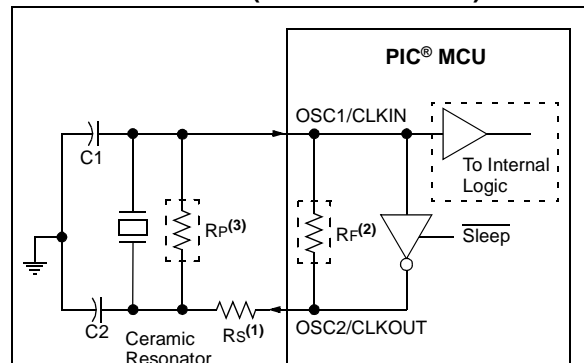 PIC® MCU
OSC1/CLKIN
C1
To Internal
Logic
RP(3)
RF(2)
Sleep
C2
RS(1)
OSC2/CLKOUT
Ceramic
Resonator